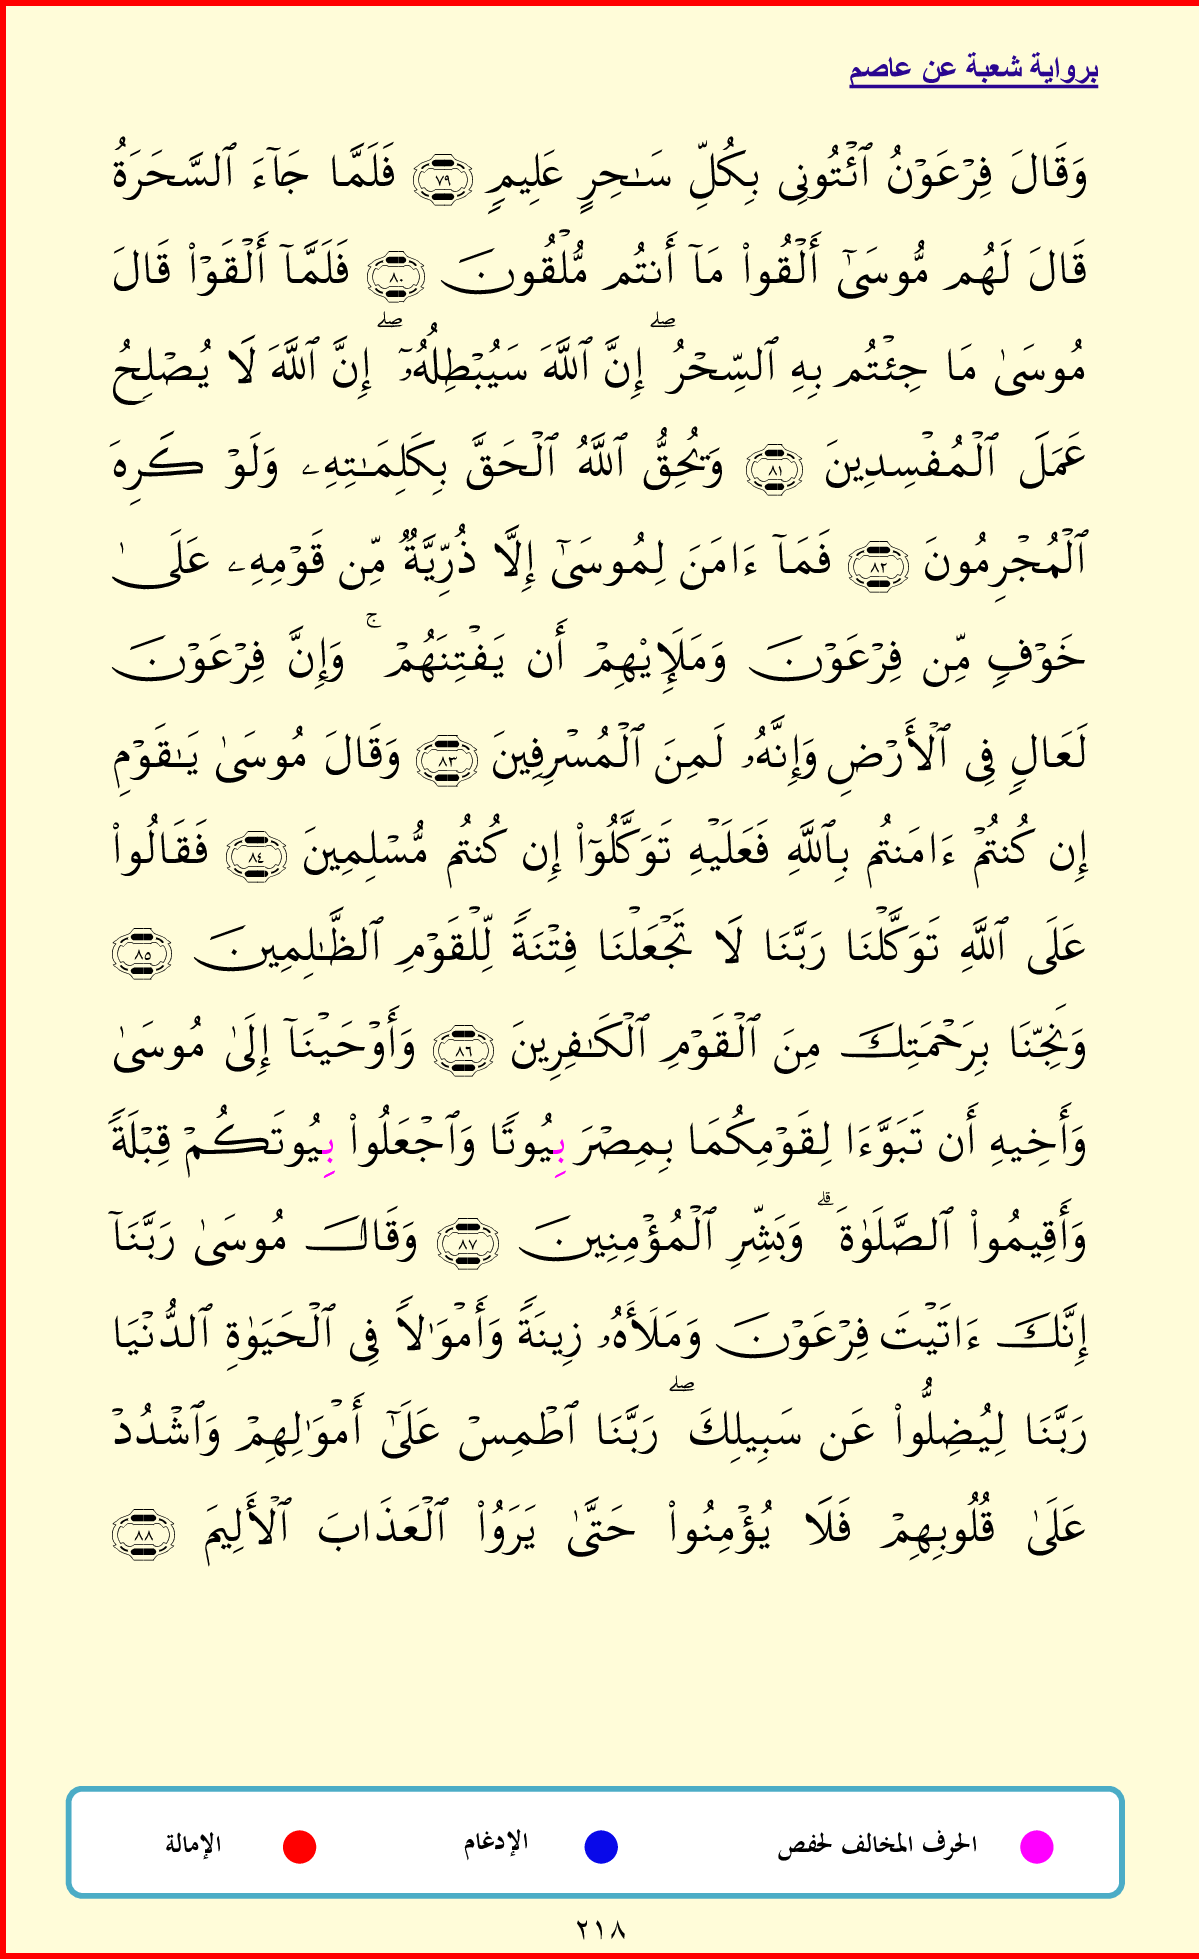 برواية شعبة عن عاصم
وَقَالَ فِرْعَوْنُ ٱئْتُونِى بِكُلِّ سَٰحِرٍ عَلِيمٍ ٧٩ فَلَمَّا جَآءَ ٱلسَّحَرَةُ
قَالَ لَهُم مُّوسَىٰٓ أَلْقُوا۟ مَآ أَنتُم مُّلْقُونَ ٨٠ فَلَمَّآ أَلْقَوْا۟ قَالَ
مُوسَىٰ مَا جِئْتُم بِهِ ٱلسِّحْرُ ۖ إِنَّ ٱللَّهَ سَيُبْطِلُهُۥٓ ۖ إِنَّ ٱللَّهَ لَا يُصْلِحُ
عَمَلَ ٱلْمُفْسِدِينَ ٨١ وَيُحِقُّ ٱللَّهُ ٱلْحَقَّ بِكَلِمَٰتِهِۦ وَلَوْ كَرِهَ
ٱلْمُجْرِمُونَ ٨٢ فَمَآ ءَامَنَ لِمُوسَىٰٓ إِلَّا ذُرِّيَّةٌ مِّن قَوْمِهِۦ عَلَىٰ
خَوْفٍ مِّن فِرْعَوْنَ وَمَلَإِي۟هِمْ أَن يَفْتِنَهُمْ ۚ وَإِنَّ فِرْعَوْنَ
لَعَالٍ فِى ٱلْأَرْضِ وَإِنَّهُۥ لَمِنَ ٱلْمُسْرِفِينَ ٨٣ وَقَالَ مُوسَىٰ يَٰقَوْمِ
إِن كُنتُمْ ءَامَنتُم بِٱللَّهِ فَعَلَيْهِ تَوَكَّلُوٓا۟ إِن كُنتُم مُّسْلِمِينَ ٨٤ فَقَالُوا۟
عَلَى ٱللَّهِ تَوَكَّلْنَا رَبَّنَا لَا تَجْعَلْنَا فِتْنَةً لِّلْقَوْمِ ٱلظَّٰلِمِينَ ٨٥
وَنَجِّنَا بِرَحْمَتِكَ مِنَ ٱلْقَوْمِ ٱلْكَٰفِرِينَ ٨٦ وَأَوْحَيْنَآ إِلَىٰ مُوسَىٰ
وَأَخِيهِ أَن تَبَوَّءَا لِقَوْمِكُمَا بِمِصْرَ بِيُوتًا وَٱجْعَلُوا۟ بِيُوتَكُمْ قِبْلَةً
وَأَقِيمُوا۟ ٱلصَّلَوٰةَ ۗ وَبَشِّرِ ٱلْمُؤْمِنِينَ ٨٧ وَقَالَ مُوسَىٰ رَبَّنَآ
إِنَّكَ ءَاتَيْتَ فِرْعَوْنَ وَمَلَأَهُۥ زِينَةً وَأَمْوَٰلًا فِى ٱلْحَيَوٰةِ ٱلدُّنْيَا
رَبَّنَا لِيُضِلُّوا۟ عَن سَبِيلِكَ ۖ رَبَّنَا ٱطْمِسْ عَلَىٰٓ أَمْوَٰلِهِمْ وَٱشْدُدْ
عَلَىٰ قُلُوبِهِمْ فَلَا يُؤْمِنُوا۟ حَتَّىٰ يَرَوُا۟ ٱلْعَذَابَ ٱلْأَلِيمَ ٨٨
الحرف المخالف لحفص الإدغام الإمالة
٢١٨